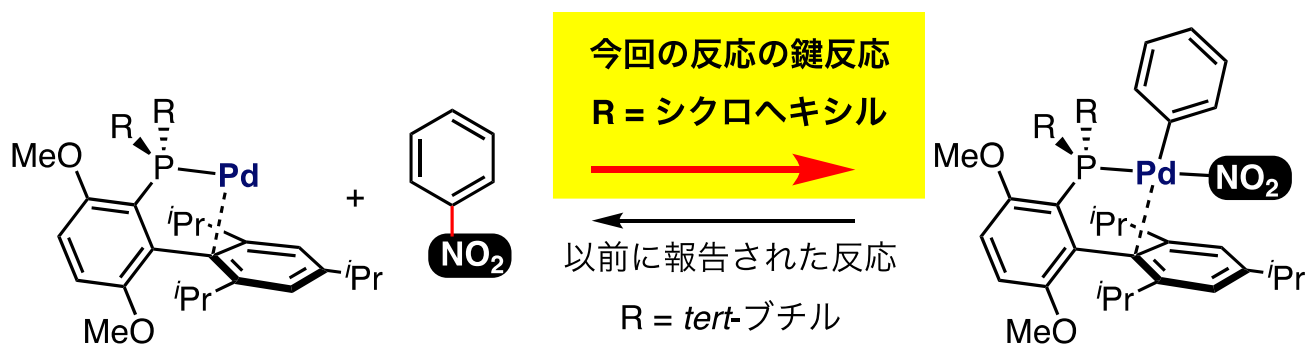 R
R
MeO
P
Pd
iPr
iPr
iPr
MeO
+
NO2
今回の反応の鍵反応
R = シクロヘキシル
以前に報告された反応
R = tert-ブチル
R
R
MeO
P
Pd
NO2
iPr
iPr
iPr
MeO